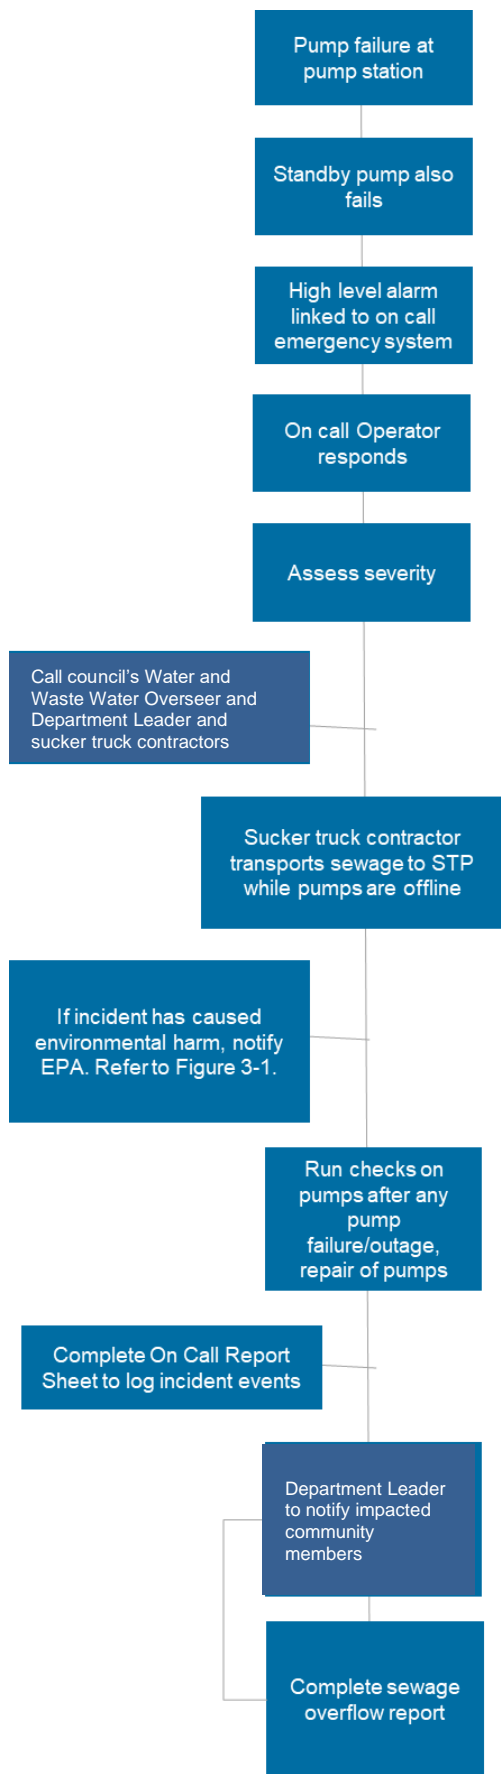 Pump failure at
pump station
Standby pump also
fails
High level alarm
linked to on call
emergency system
On call Operator
responds
Assess severity
Call council's Water and
Waste Water Overseer and
Department Leader and
sucker truck contractors
Sucker truck contractor
transports sewage to STP
while pumps are offline
If incident has caused
environmental harm, notify
EPA. Refer to Figure 3-1.
Run checks on
pumps after any
pump
failure/outage,
repair of pumps
Complete On Call Report
Sheet to log incident events
Department Leader
to notify impacted
community
members
Complete sewage
overflow report